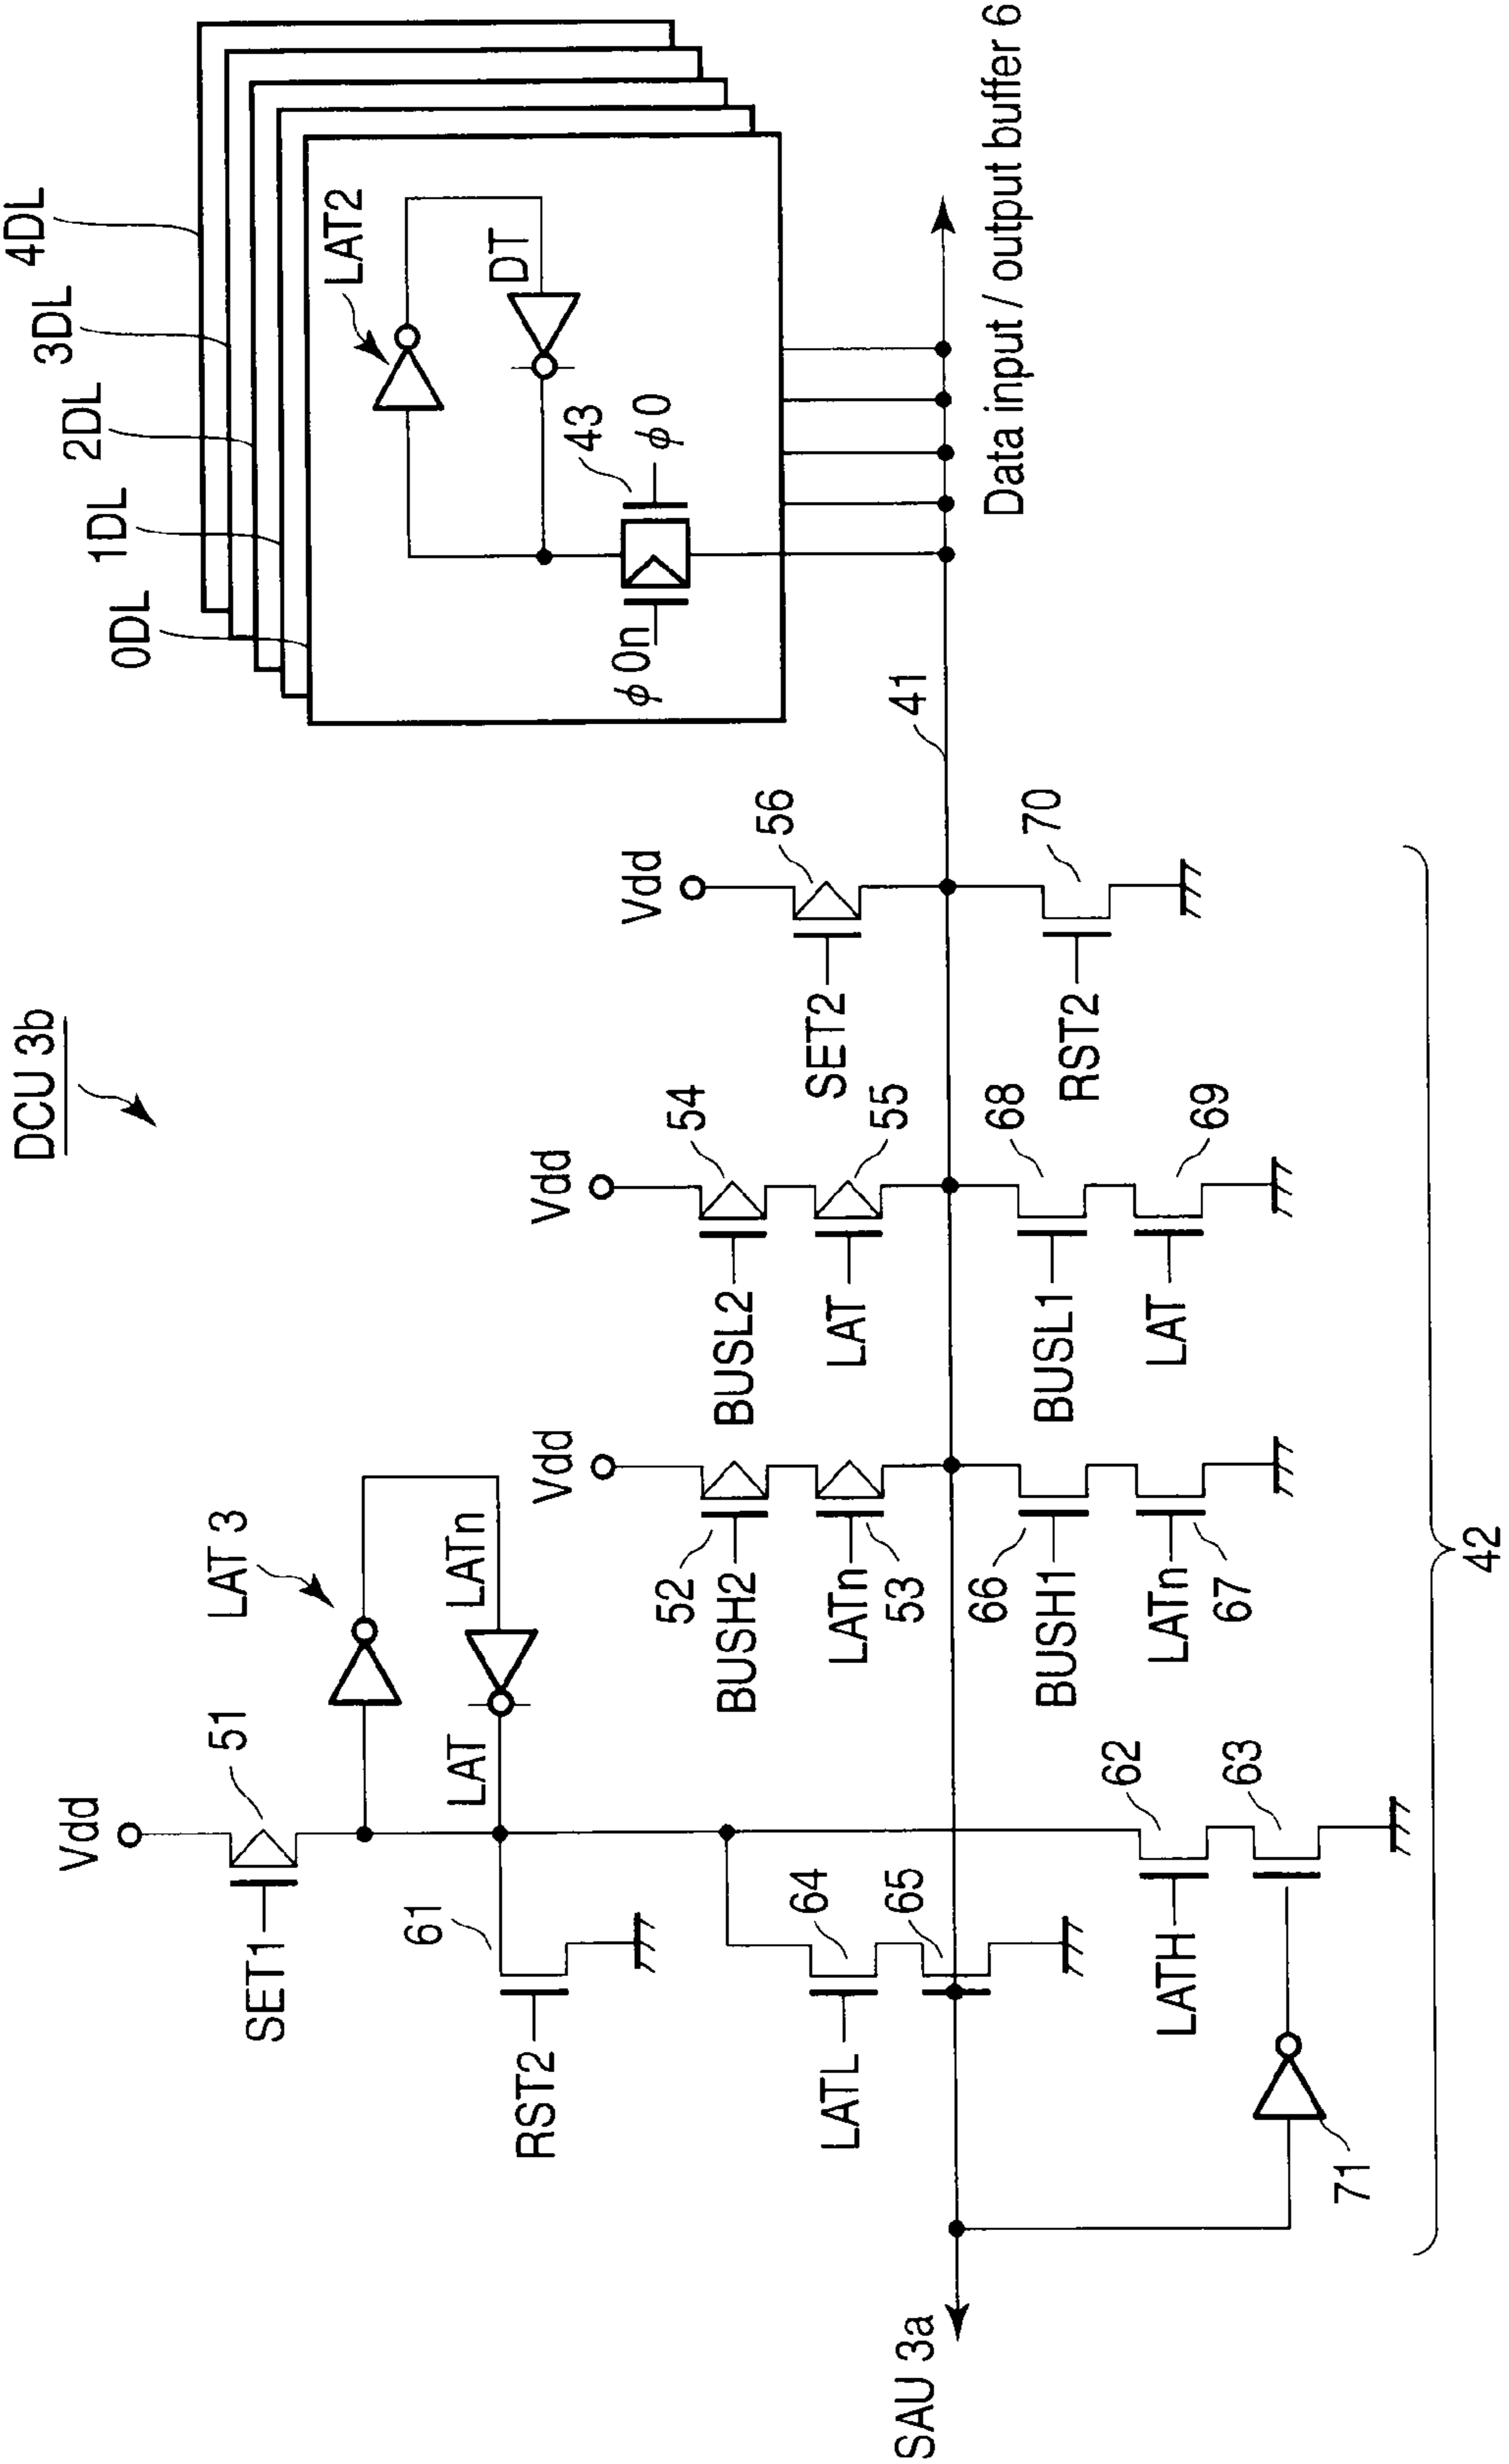 DCU 3b
4DL
3DL
2DL
1DL
0DL
LAT2
DT
43
φ0
φ0n
41
Data input / output buffer 6
Vdd
56
SET2
70
RST2
Vdd
54
BUSL2
55
LAT
68
BUSL1
69
LAT
Vdd
52
BUSH2
LATn
53
66
BUSH1
LATn
67
LAT 3
LATn
LAT
Vdd
51
SET1
61
RST2
64
LATL
65
62
LATH
63
71
SAU 3a
42